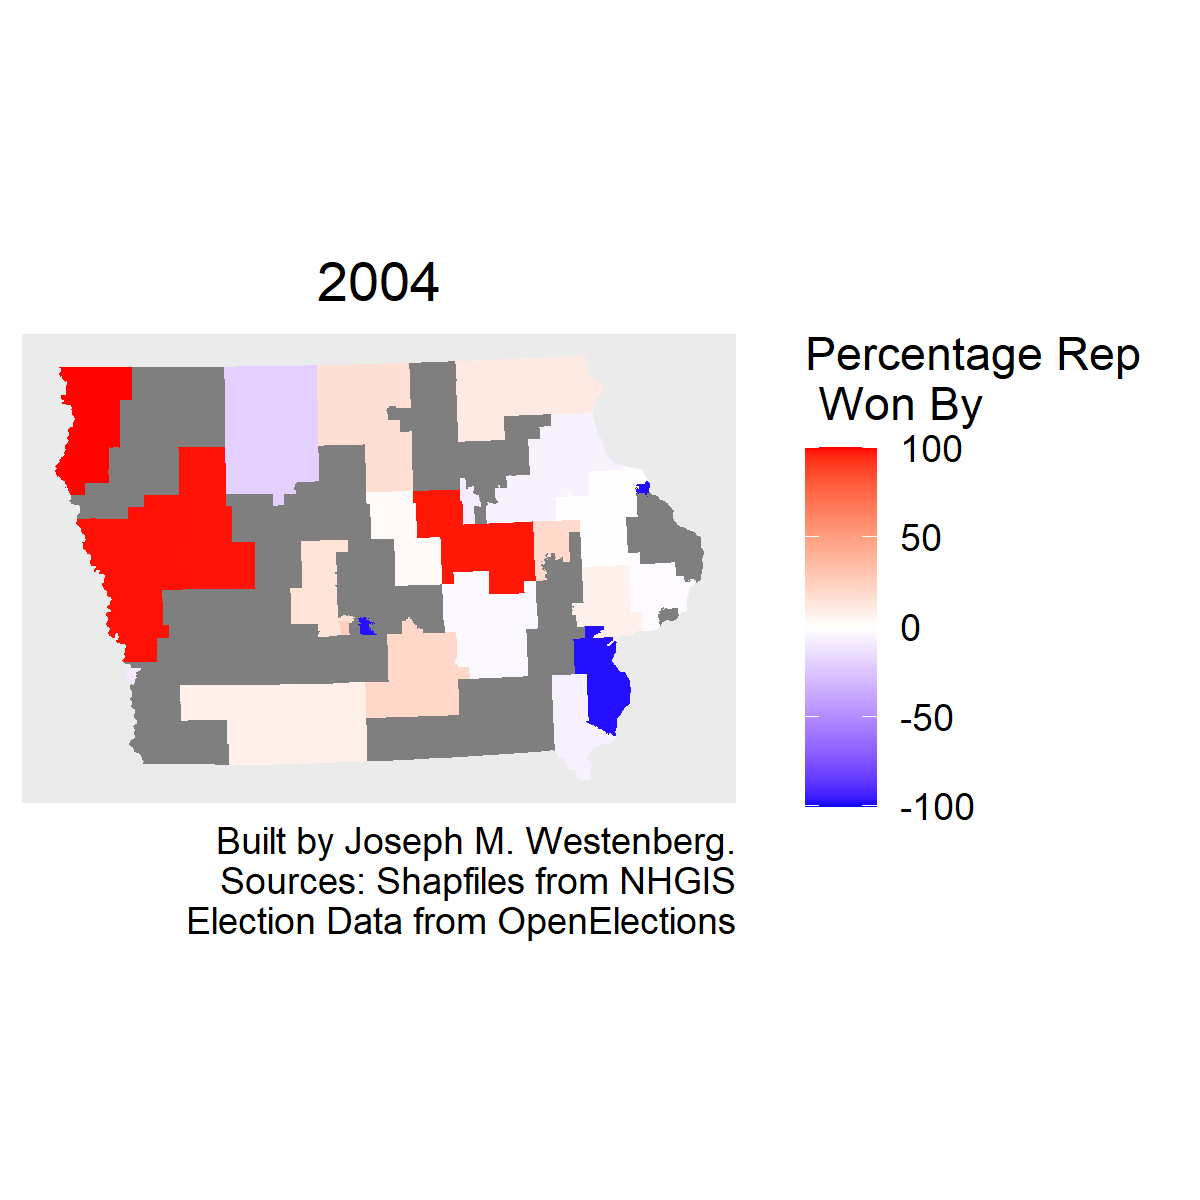 2004
Percentage Rep
Won By
100
50
0
-50
-100
Built by Joseph M. Westenberg.
Sources: Shapfiles from NHGIS
Election Data from OpenElections